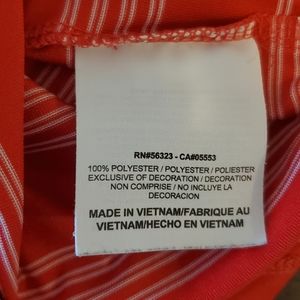 RN#56323 - CA#05553
100% POLYESTER / POLYESTER / POLIESTER
EXCLUSIVE OF DECORATION / DECORATION
NON COMPRISE / NO INCLUYE LA
DECORACION
MADE IN VIETNAM/FABRIQUE AU
VIETNAM/HECHO EN VIETNAM